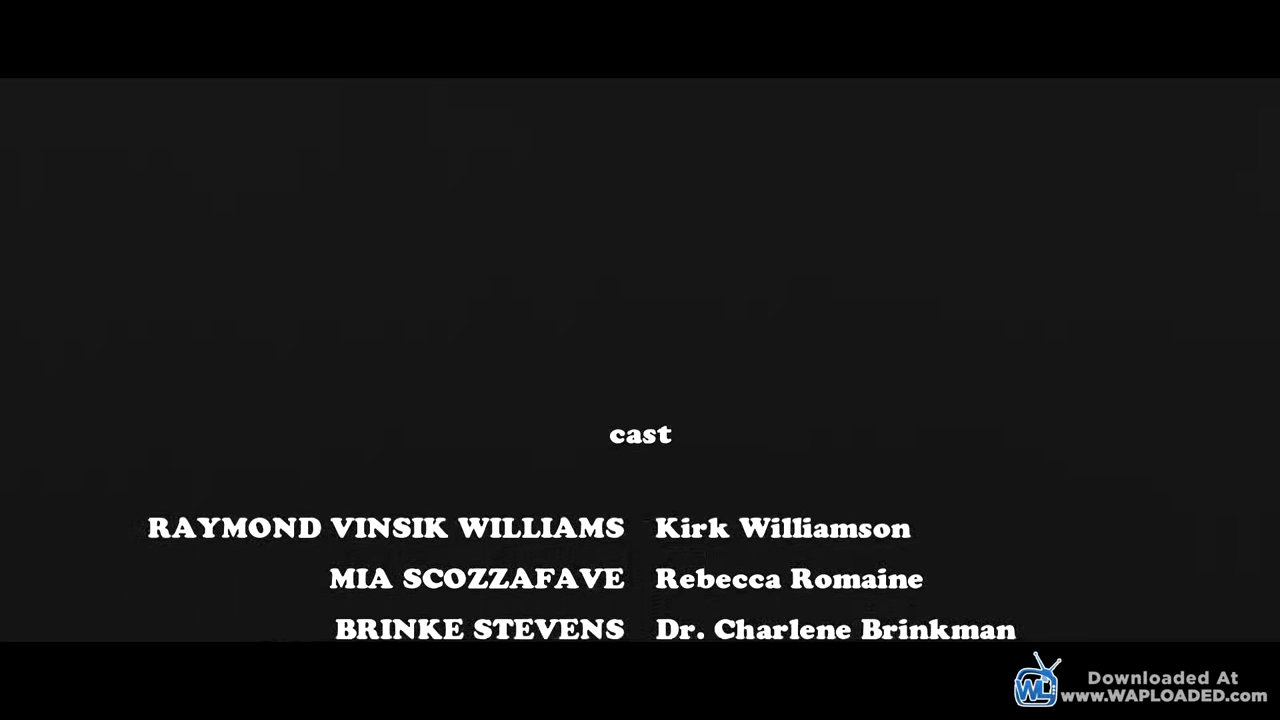 cast
RAYMOND VINSIK WILLIAMS Kirk Williamson
MIA SCOZZAFAVE Rebecca Romaine
BRINKE STEVENS Dr. Charlene Brinkman
WL Downloaded At
www.WAPLOADED.com